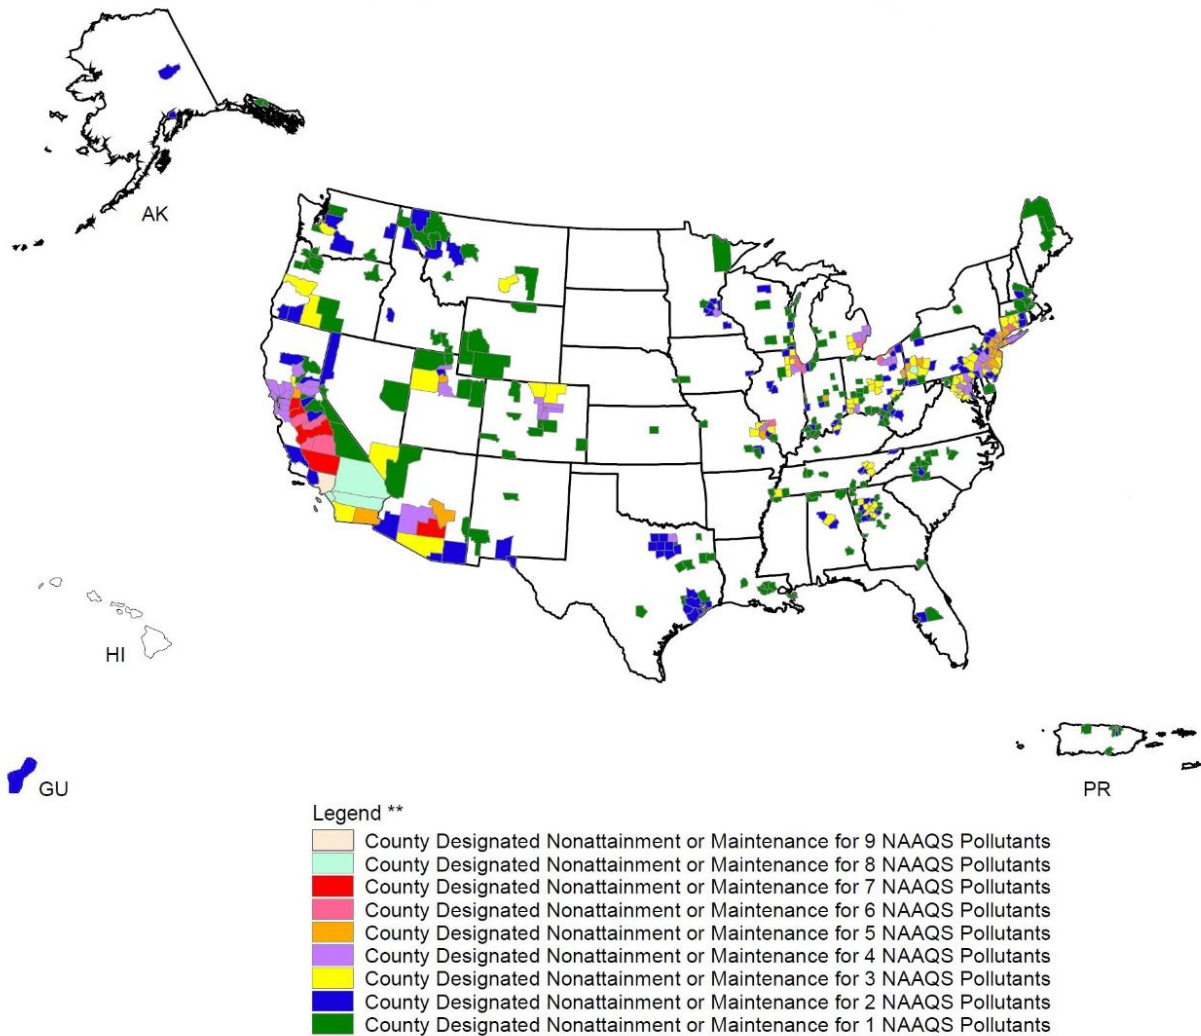 AK
HI
GU
PR
Legend **
County Designated Nonattainment or Maintenance for 9 NAAQS Pollutants
County Designated Nonattainment or Maintenance for 8 NAAQS Pollutants
County Designated Nonattainment or Maintenance for 7 NAAQS Pollutants
County Designated Nonattainment or Maintenance for 6 NAAQS Pollutants
County Designated Nonattainment or Maintenance for 5 NAAQS Pollutants
County Designated Nonattainment or Maintenance for 4 NAAQS Pollutants
County Designated Nonattainment or Maintenance for 3 NAAQS Pollutants
County Designated Nonattainment or Maintenance for 2 NAAQS Pollutants
County Designated Nonattainment or Maintenance for 1 NAAQS Pollutants